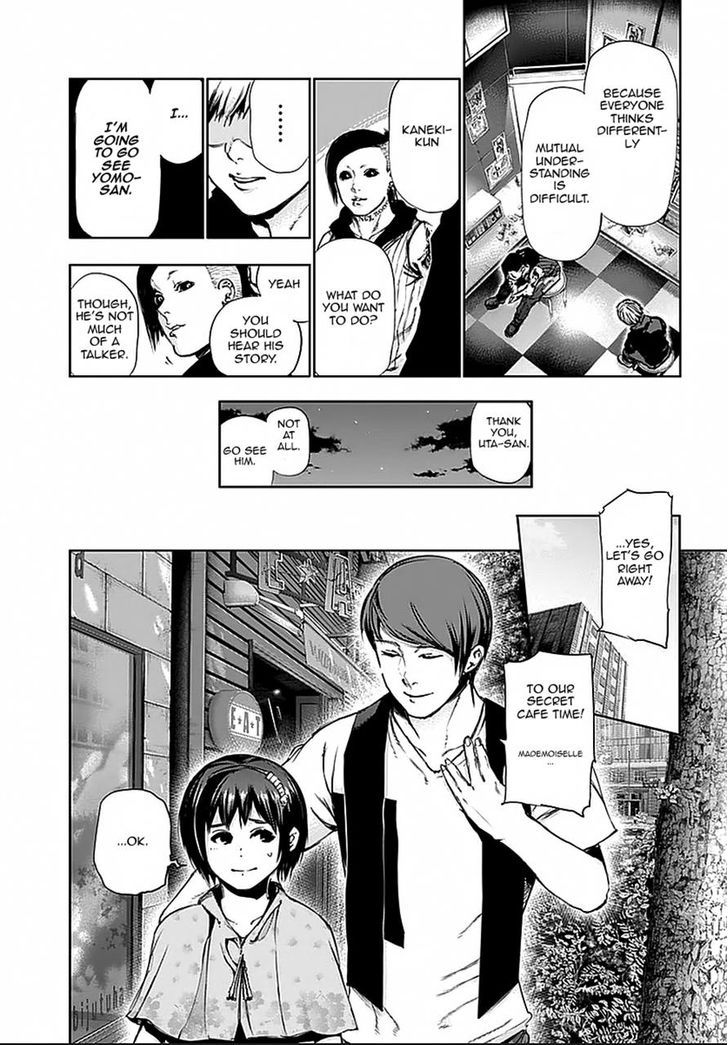 BECAUSE
EVERYONE
THINKS
DIFFERENT-
LY
MUTUAL
UNDER-
STANDING
IS
DIFFICULT.
KANEKI-
KUN
WHAT DO
YOU WANT
TO DO?
......
I...
I'M
GOING
TO GO
SEE
YOMO-
SAN.
YEAH
YOU
SHOULD
HEAR HIS
STORY.
THOUGH,
HE'S NOT
MUCH
OF A
TALKER.
THANK
YOU,
UTA-SAN.
NOT
AT
ALL.
GO SEE
HIM.
...YES,
LET'S GO
RIGHT
AWAY!
TO OUR
SECRET
CAFE TIME!
MADEMOISELLE
...
E★A★T
...OK.